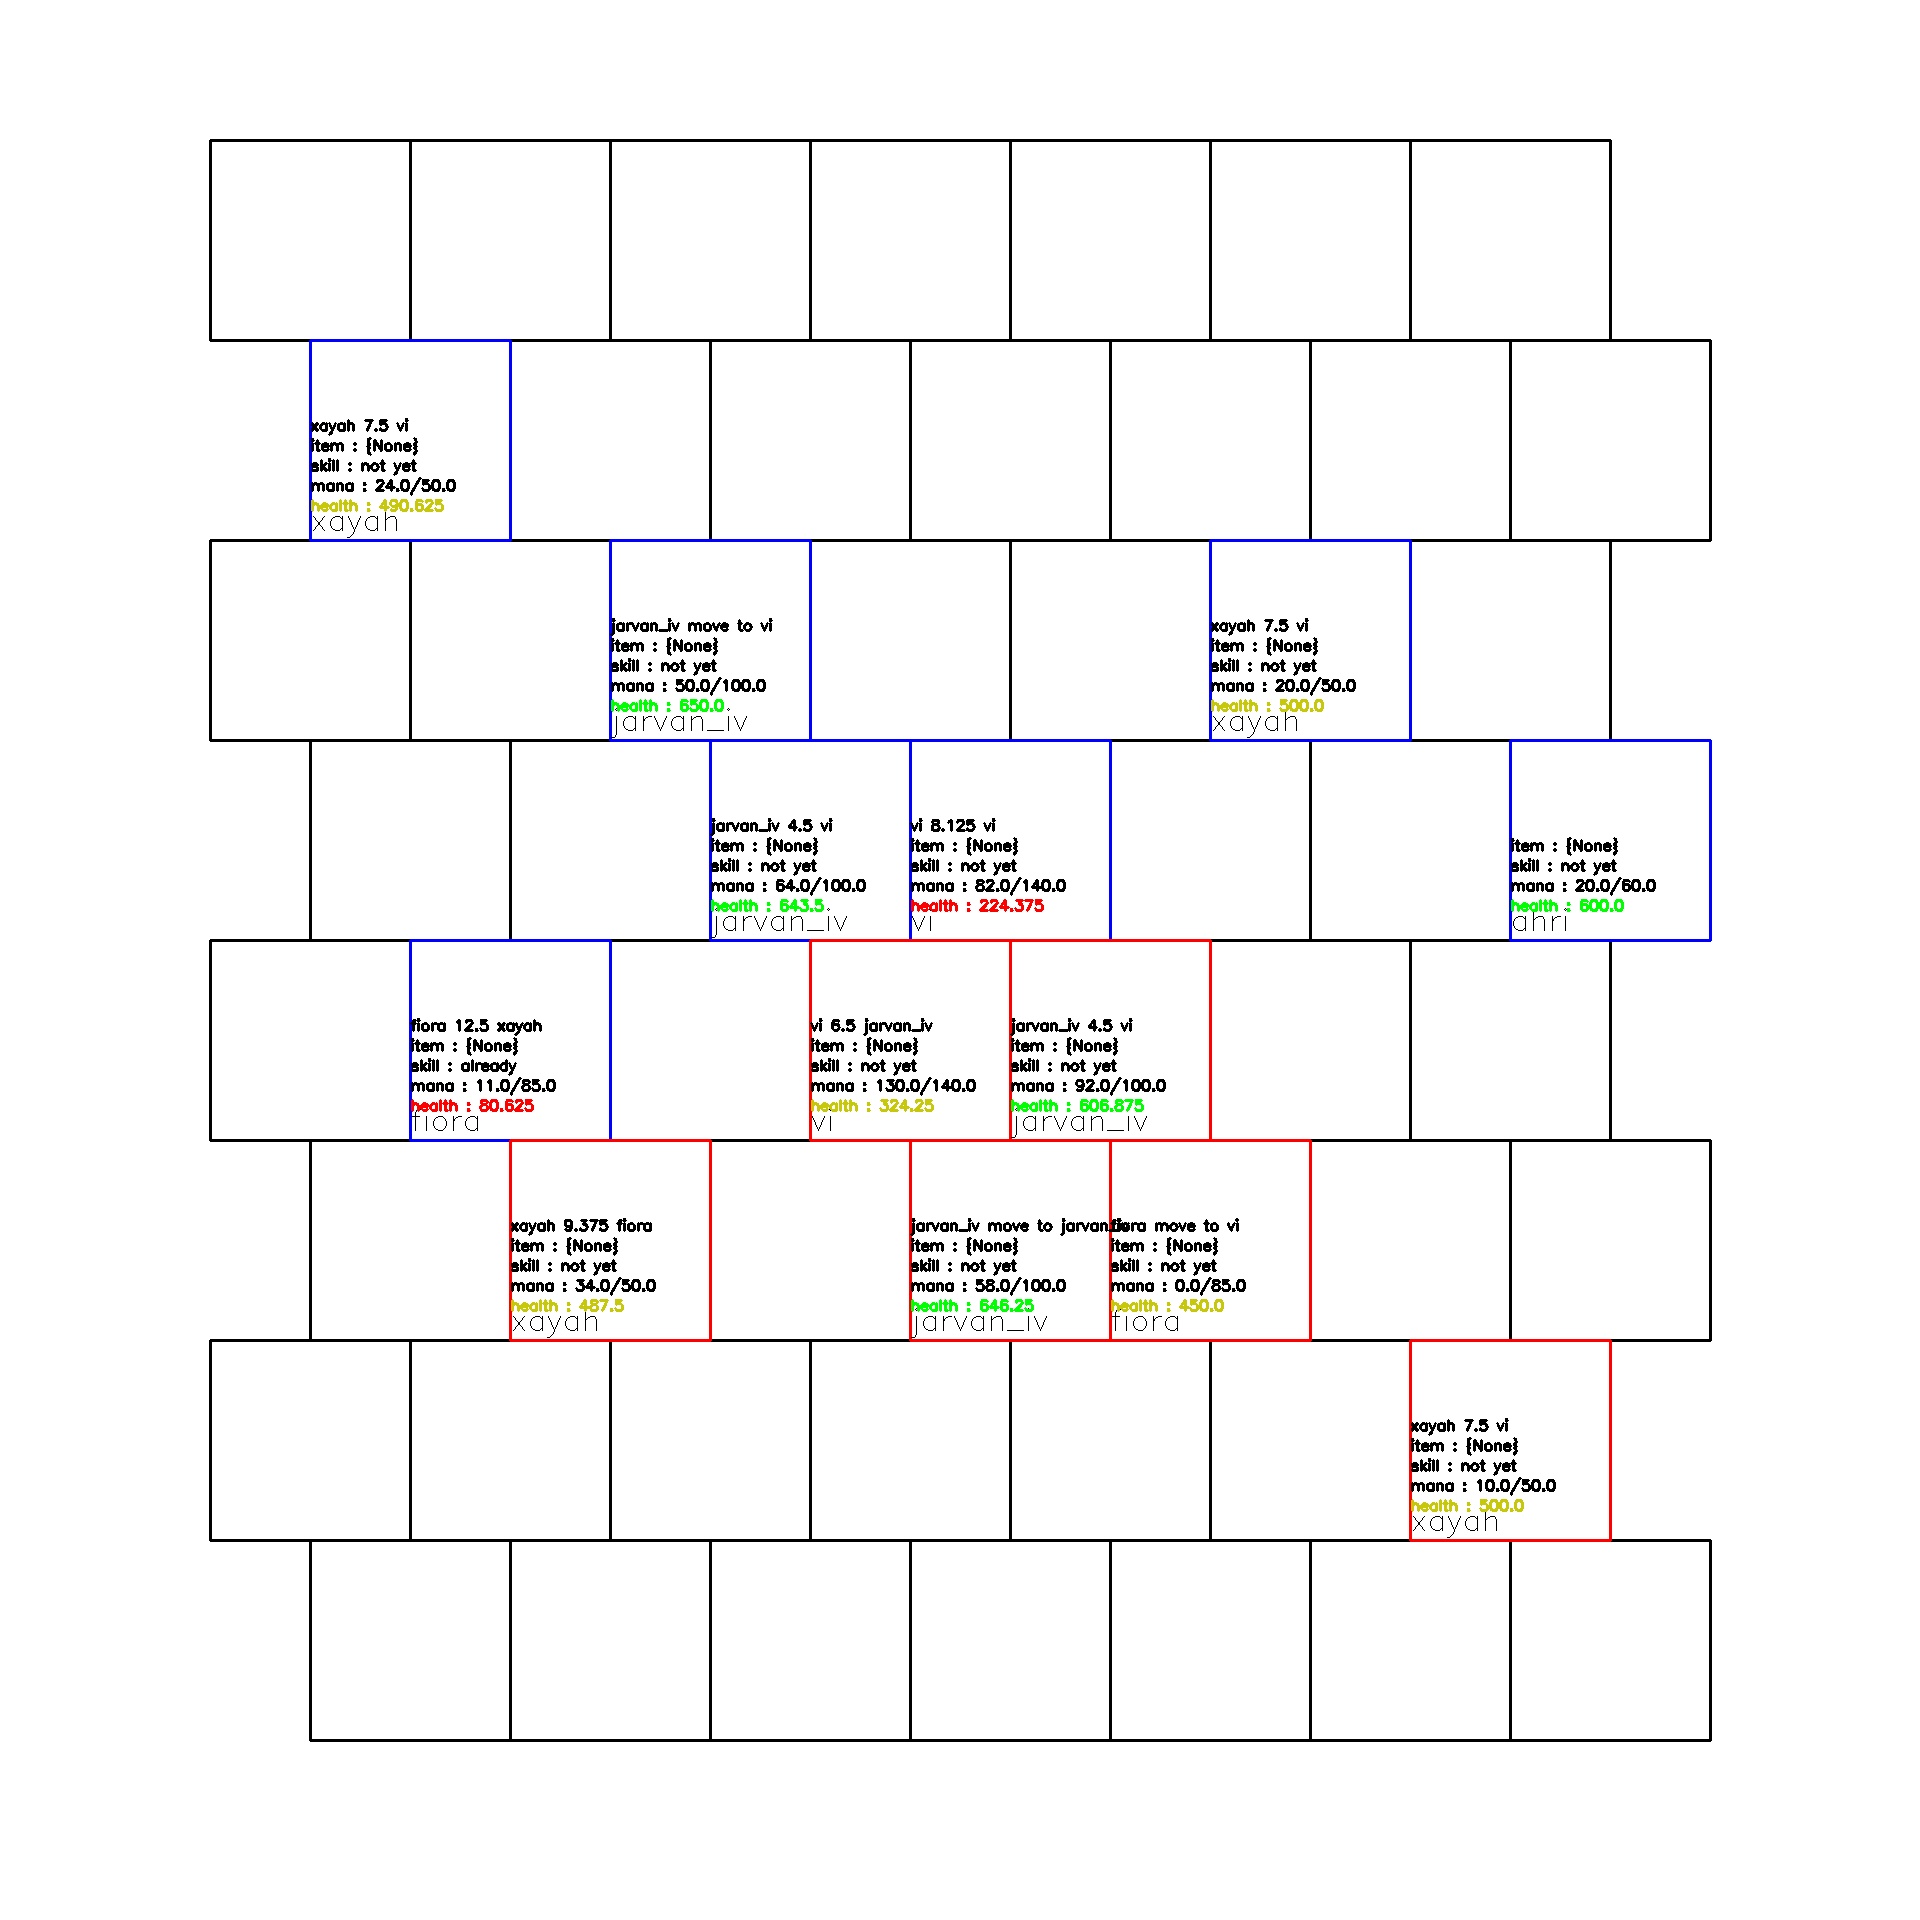 xayah 7.5 vi
item : {None}
skill : not yet
mana : 24.0/50.0
health : 490.625
xayah
jarvan_iv move to vi
item : {None}
skill : not yet
mana : 50.0/100.0
health : 650.0
jarvan_iv
xayah 7.5 vi
item : {None}
skill : not yet
mana : 20.0/50.0
health : 500.0
xayah
jarvan_iv 4.5 vi
item : {None}
skill : not yet
mana : 64.0/100.0
health : 643.5
jarvan_iv
vi 8.125 vi
item : {None}
skill : not yet
mana : 82.0/140.0
health : 224.375
vi
item : {None}
skill : not yet
mana : 20.0/60.0
health : 600.0
ahri
fiora 12.5 xayah
item : {None}
skill : already
mana : 11.0/85.0
health : 80.625
fiora
vi 6.5 jarvan_iv
item : {None}
skill : not yet
mana : 130.0/140.0
health : 324.25
vi
jarvan_iv 4.5 vi
item : {None}
skill : not yet
mana : 92.0/100.0
health : 606.875
jarvan_iv
xayah 9.375 fiora
item : {None}
skill : not yet
mana : 34.0/50.0
health : 487.5
xayah
jarvan_iv move to jarvan_iv
item : {None}
skill : not yet
mana : 58.0/100.0
health : 646.25
jarvan_iv
fiora move to vi
item : {None}
skill : not yet
mana : 0.0/85.0
health : 450.0
fiora
xayah 7.5 vi
item : {None}
skill : not yet
mana : 10.0/50.0
health : 500.0
xayah